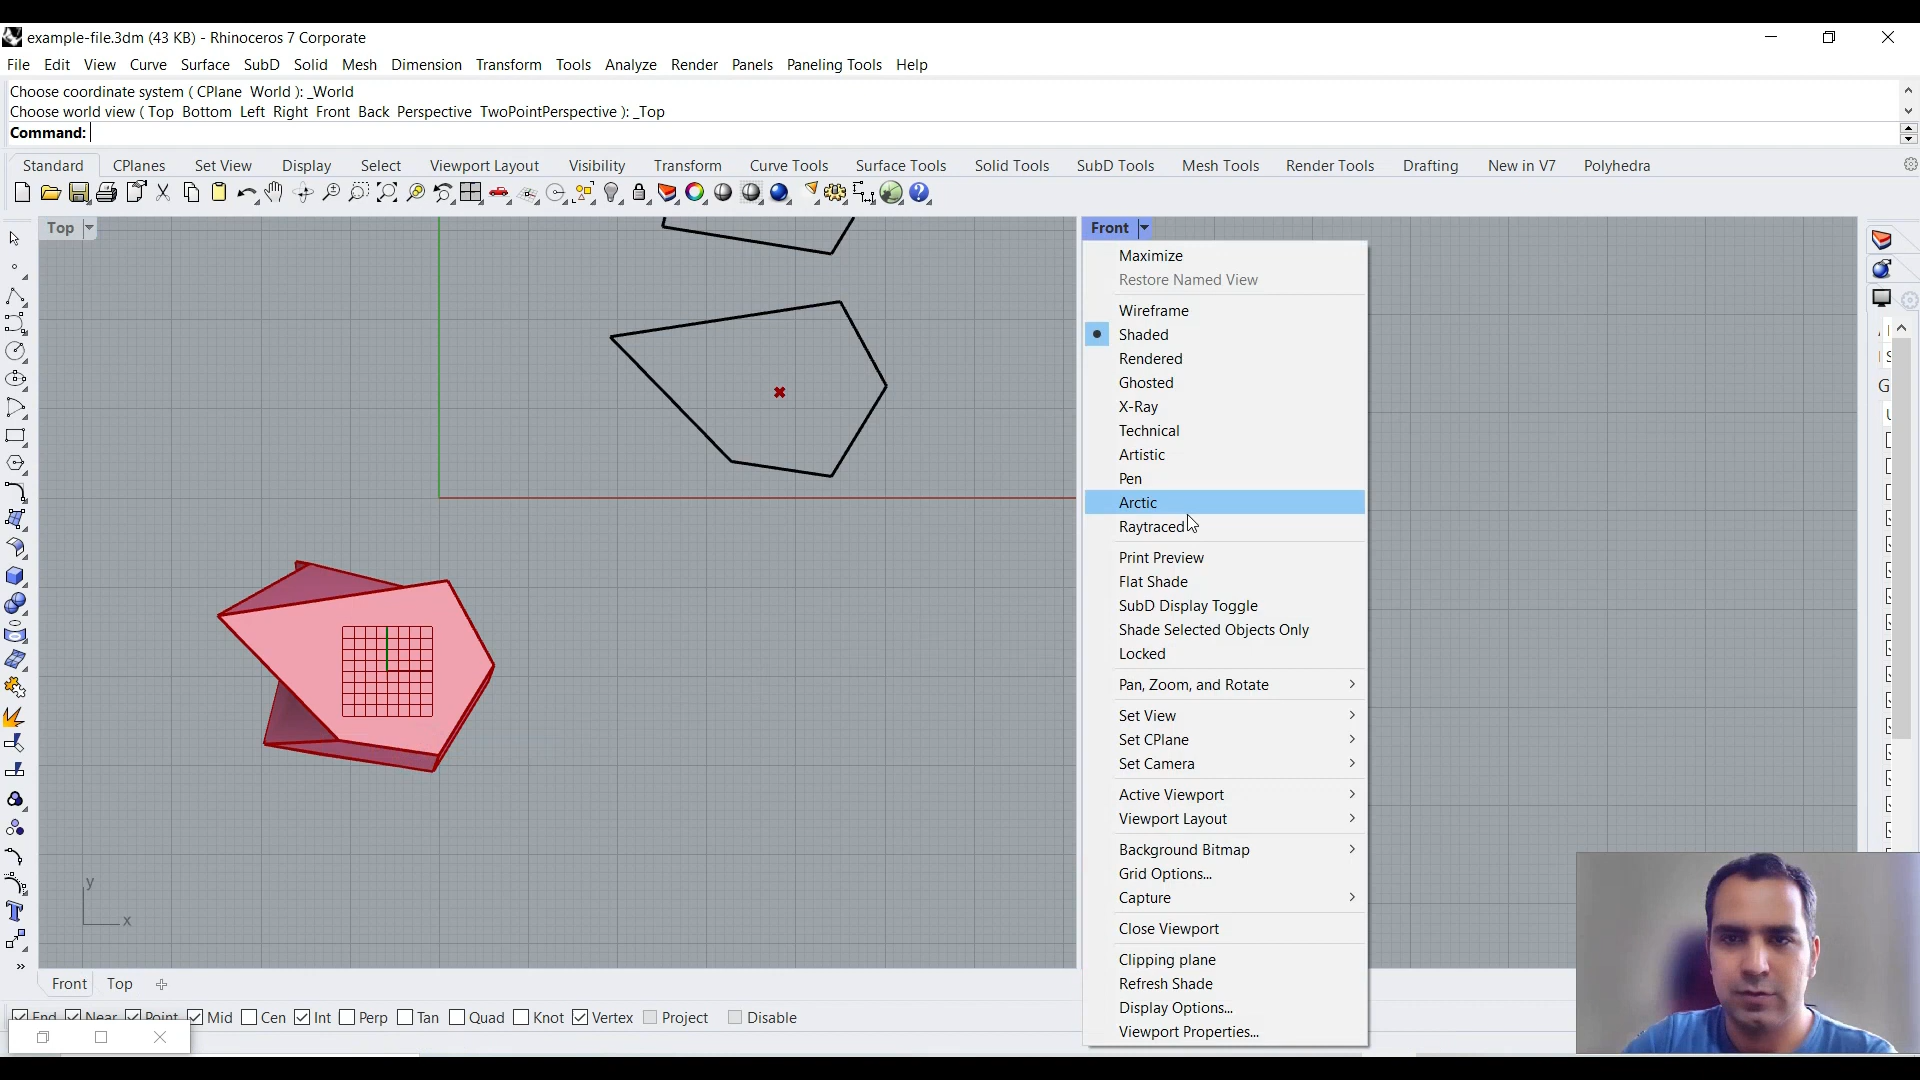 example-file.3dm (43 KB) - Rhinoceros 7 Corporate
File Edit View Curve Surface SubD Solid Mesh Dimension Transform Tools Analyze Render Panels Paneling Tools Help
Choose coordinate system ( CPlane World ): _World
Choose world view ( Top Bottom Left Right Front Back Perspective TwoPointPerspective ): _Top
Command:
Standard CPlanes Set View Display Select Viewport Layout Visibility Transform Curve Tools Surface Tools Solid Tools SubD Tools Mesh Tools Render Tools Drafting New in V7 Polyhedra
Top
Front
Maximize
Restore Named View
Wireframe
Shaded
Rendered
Ghosted
X-Ray
Technical
Artistic
Pen
Arctic
Raytraced
Print Preview
Flat Shade
SubD Display Toggle
Shade Selected Objects Only
Locked
Pan, Zoom, and Rotate
Set View
Set CPlane
Set Camera
Active Viewport
Viewport Layout
Background Bitmap
Grid Options...
Capture
Close Viewport
Clipping plane
Refresh Shade
Display Options...
Viewport Properties...
y
x
Front Top
End Near Point Mid Cen Int Perp Tan Quad Knot Vertex Project Disable